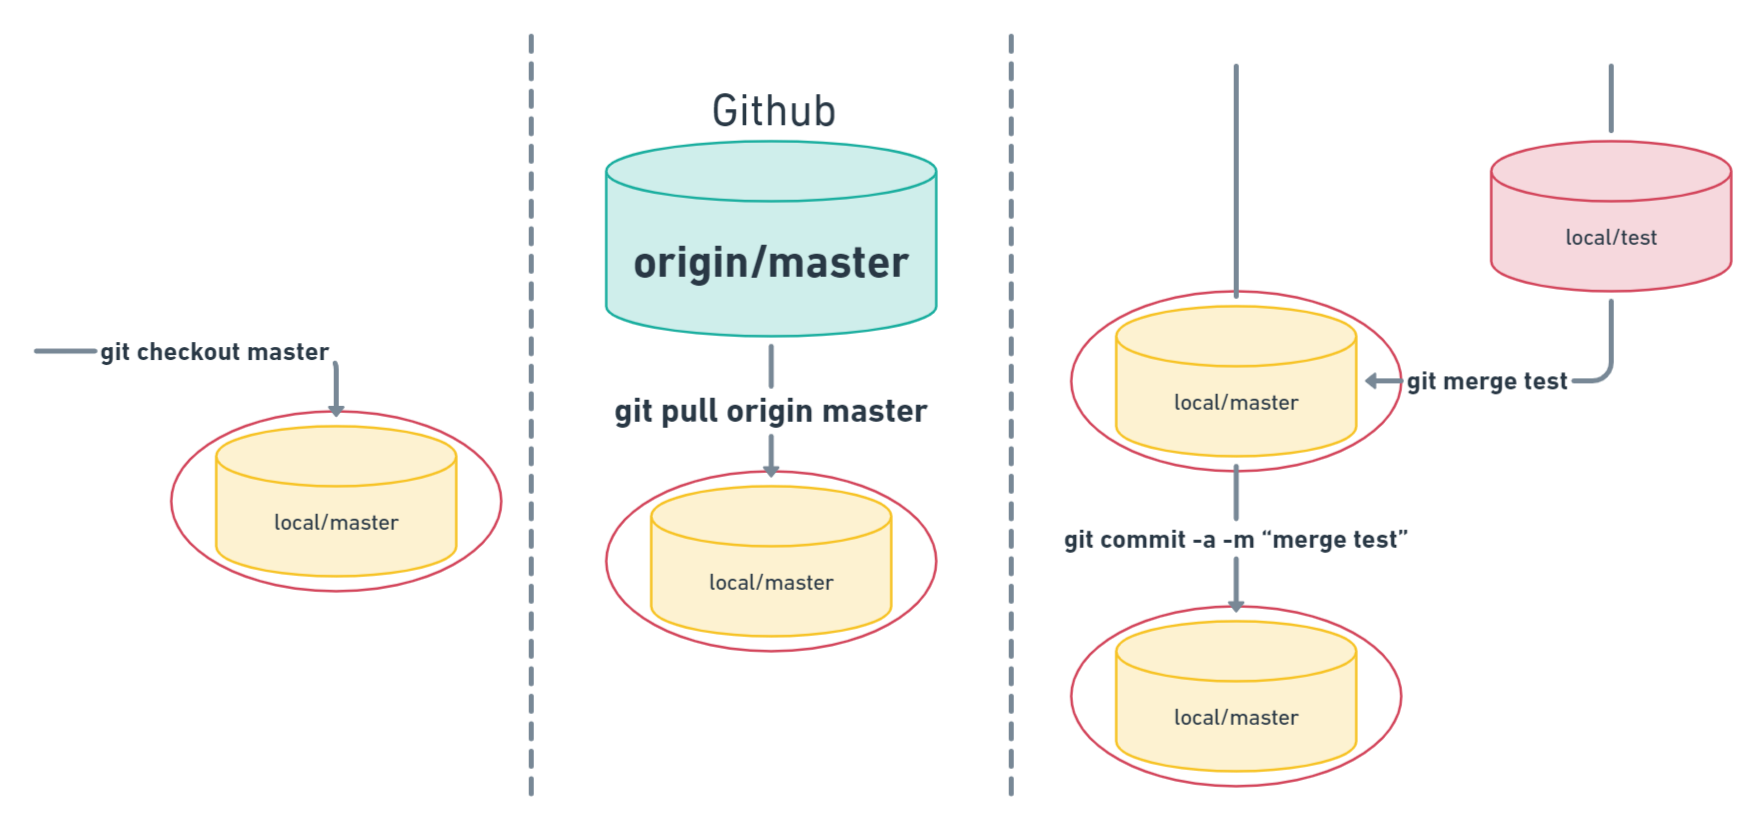 git checkout master
local/master
Github
origin/master
git pull origin master
local/master
local/test
local/master
git merge test
git commit -a -m “merge test”
local/master